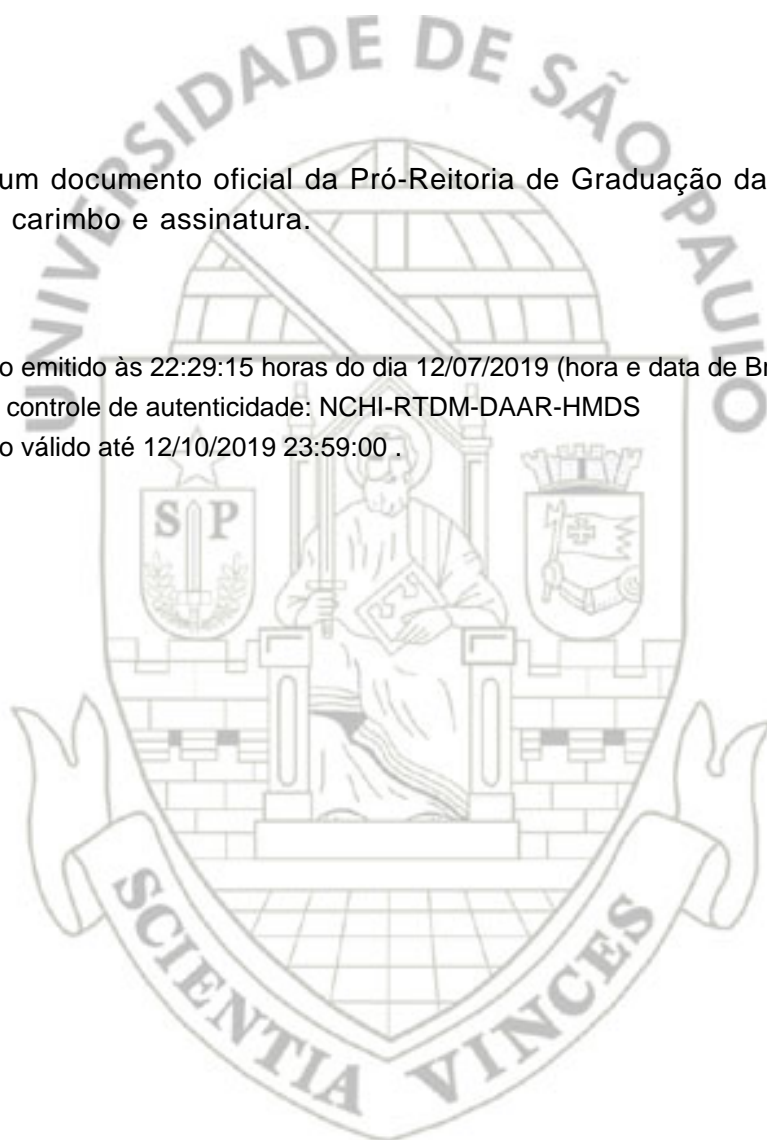 UNIVERSIDADE DE SÃO PAULO
um documento oficial da Pró-Reitoria de Graduação da
carimbo e assinatura.
o emitido às 22:29:15 horas do dia 12/07/2019 (hora e data de Br
controle de autenticidade: NCHI-RTDM-DAAR-HMDS
o válido até 12/10/2019 23:59:00 .
S P
SCIENTIA VINCES